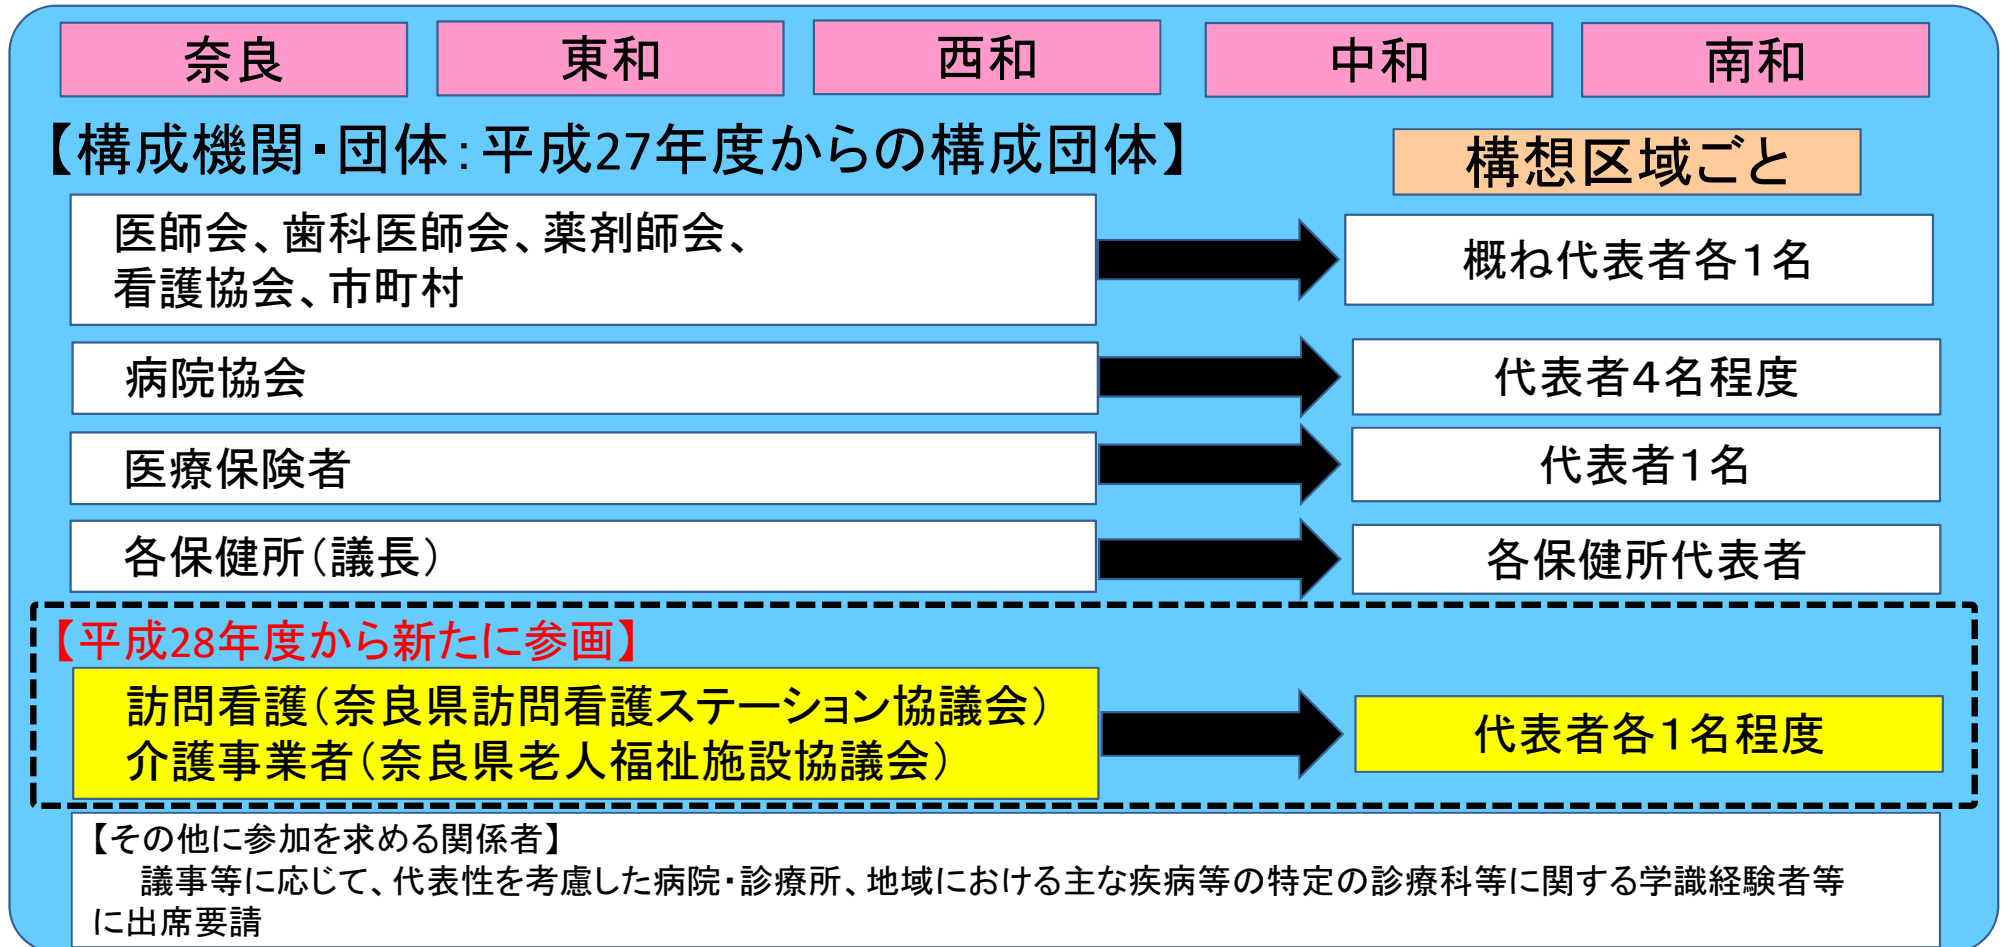 奈良
東和
西和
中和
南和
【構成機関・団体：平成27年度からの構成団体】
構想区域ごと
医師会、歯科医師会、薬剤師会、
看護協会、市町村
概ね代表者各1名
病院協会
代表者4名程度
医療保険者
代表者1名
各保健所（議長）
各保健所代表者
【平成28年度から新たに参画】
訪問看護（奈良県訪問看護ステーション協議会）
介護事業者（奈良県老人福祉施設協議会）
代表者各1名程度
【その他に参加を求める関係者】
議事等に応じて、代表性を考慮した病院・診療所、地域における主な疾病等の特定の診療科等に関する学識経験者等
に出席要請